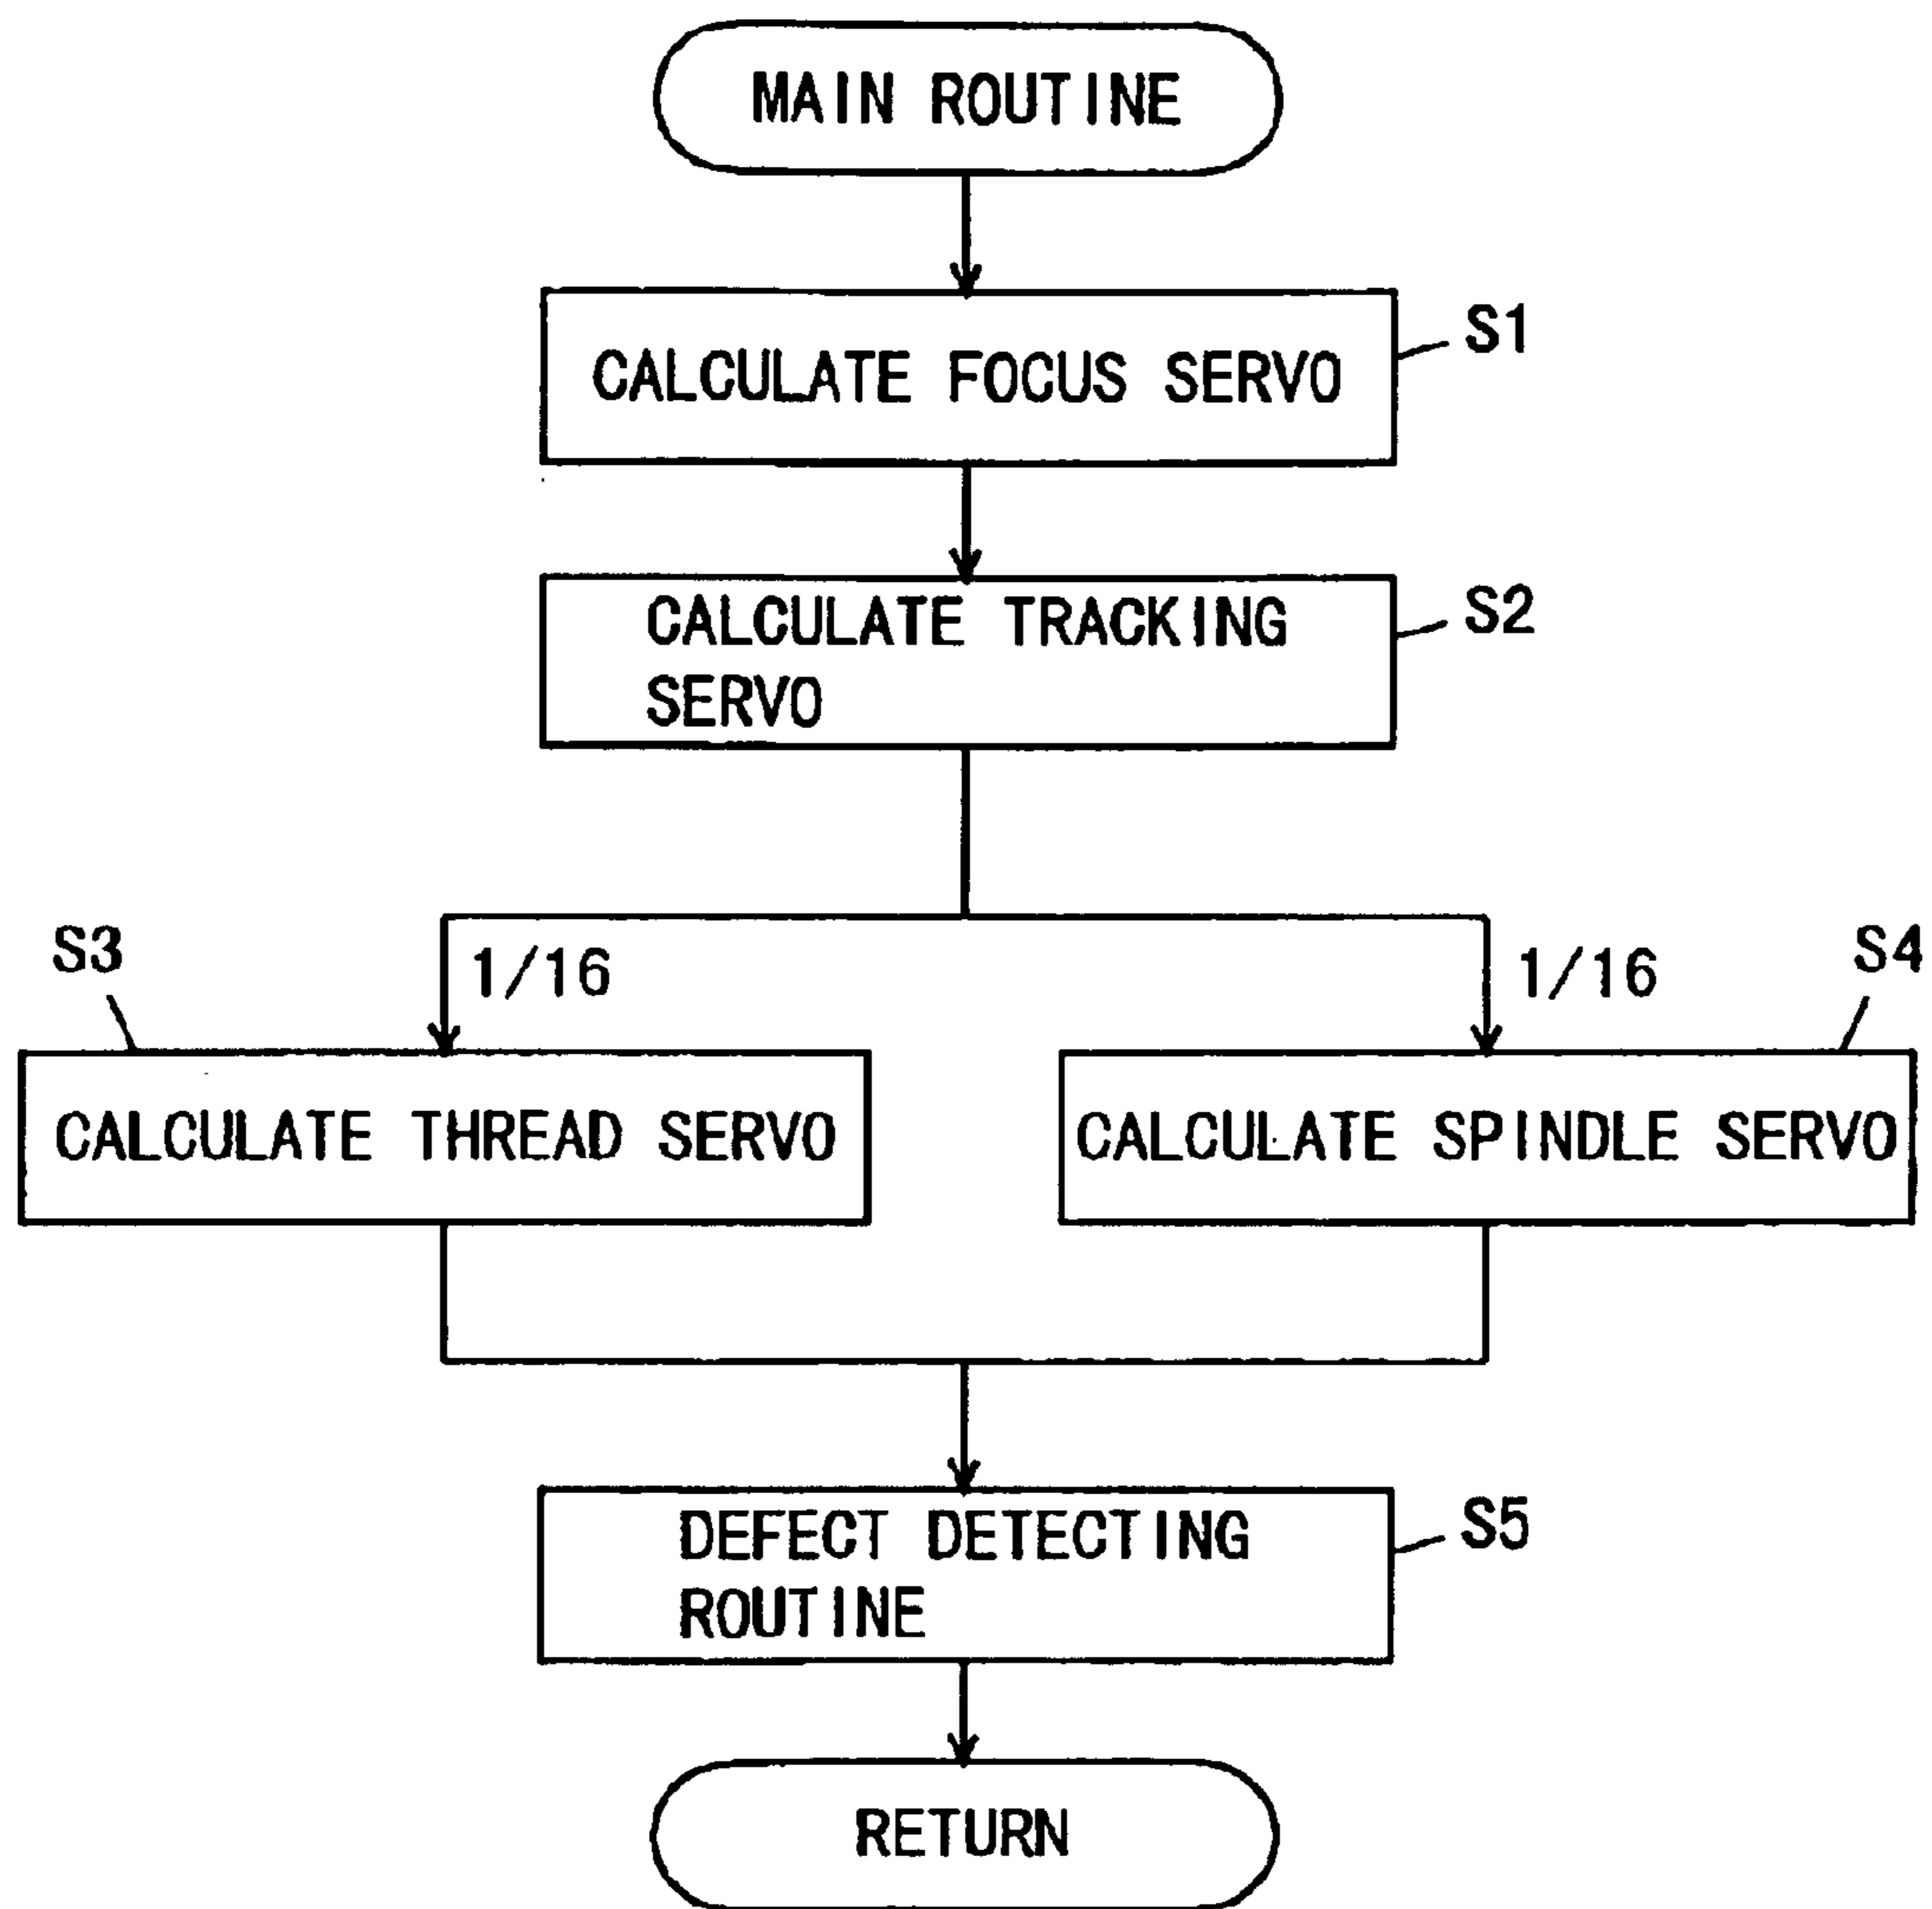 MAIN ROUTINE
CALCULATE FOCUS SERVO
S1
CALCULATE TRACKING
SERVO
S2
S3
1/16
1/16
S4
CALCULATE THREAD SERVO
CALCULATE SPINDLE SERVO
DEFECT DETECTING
ROUTINE
S5
RETURN